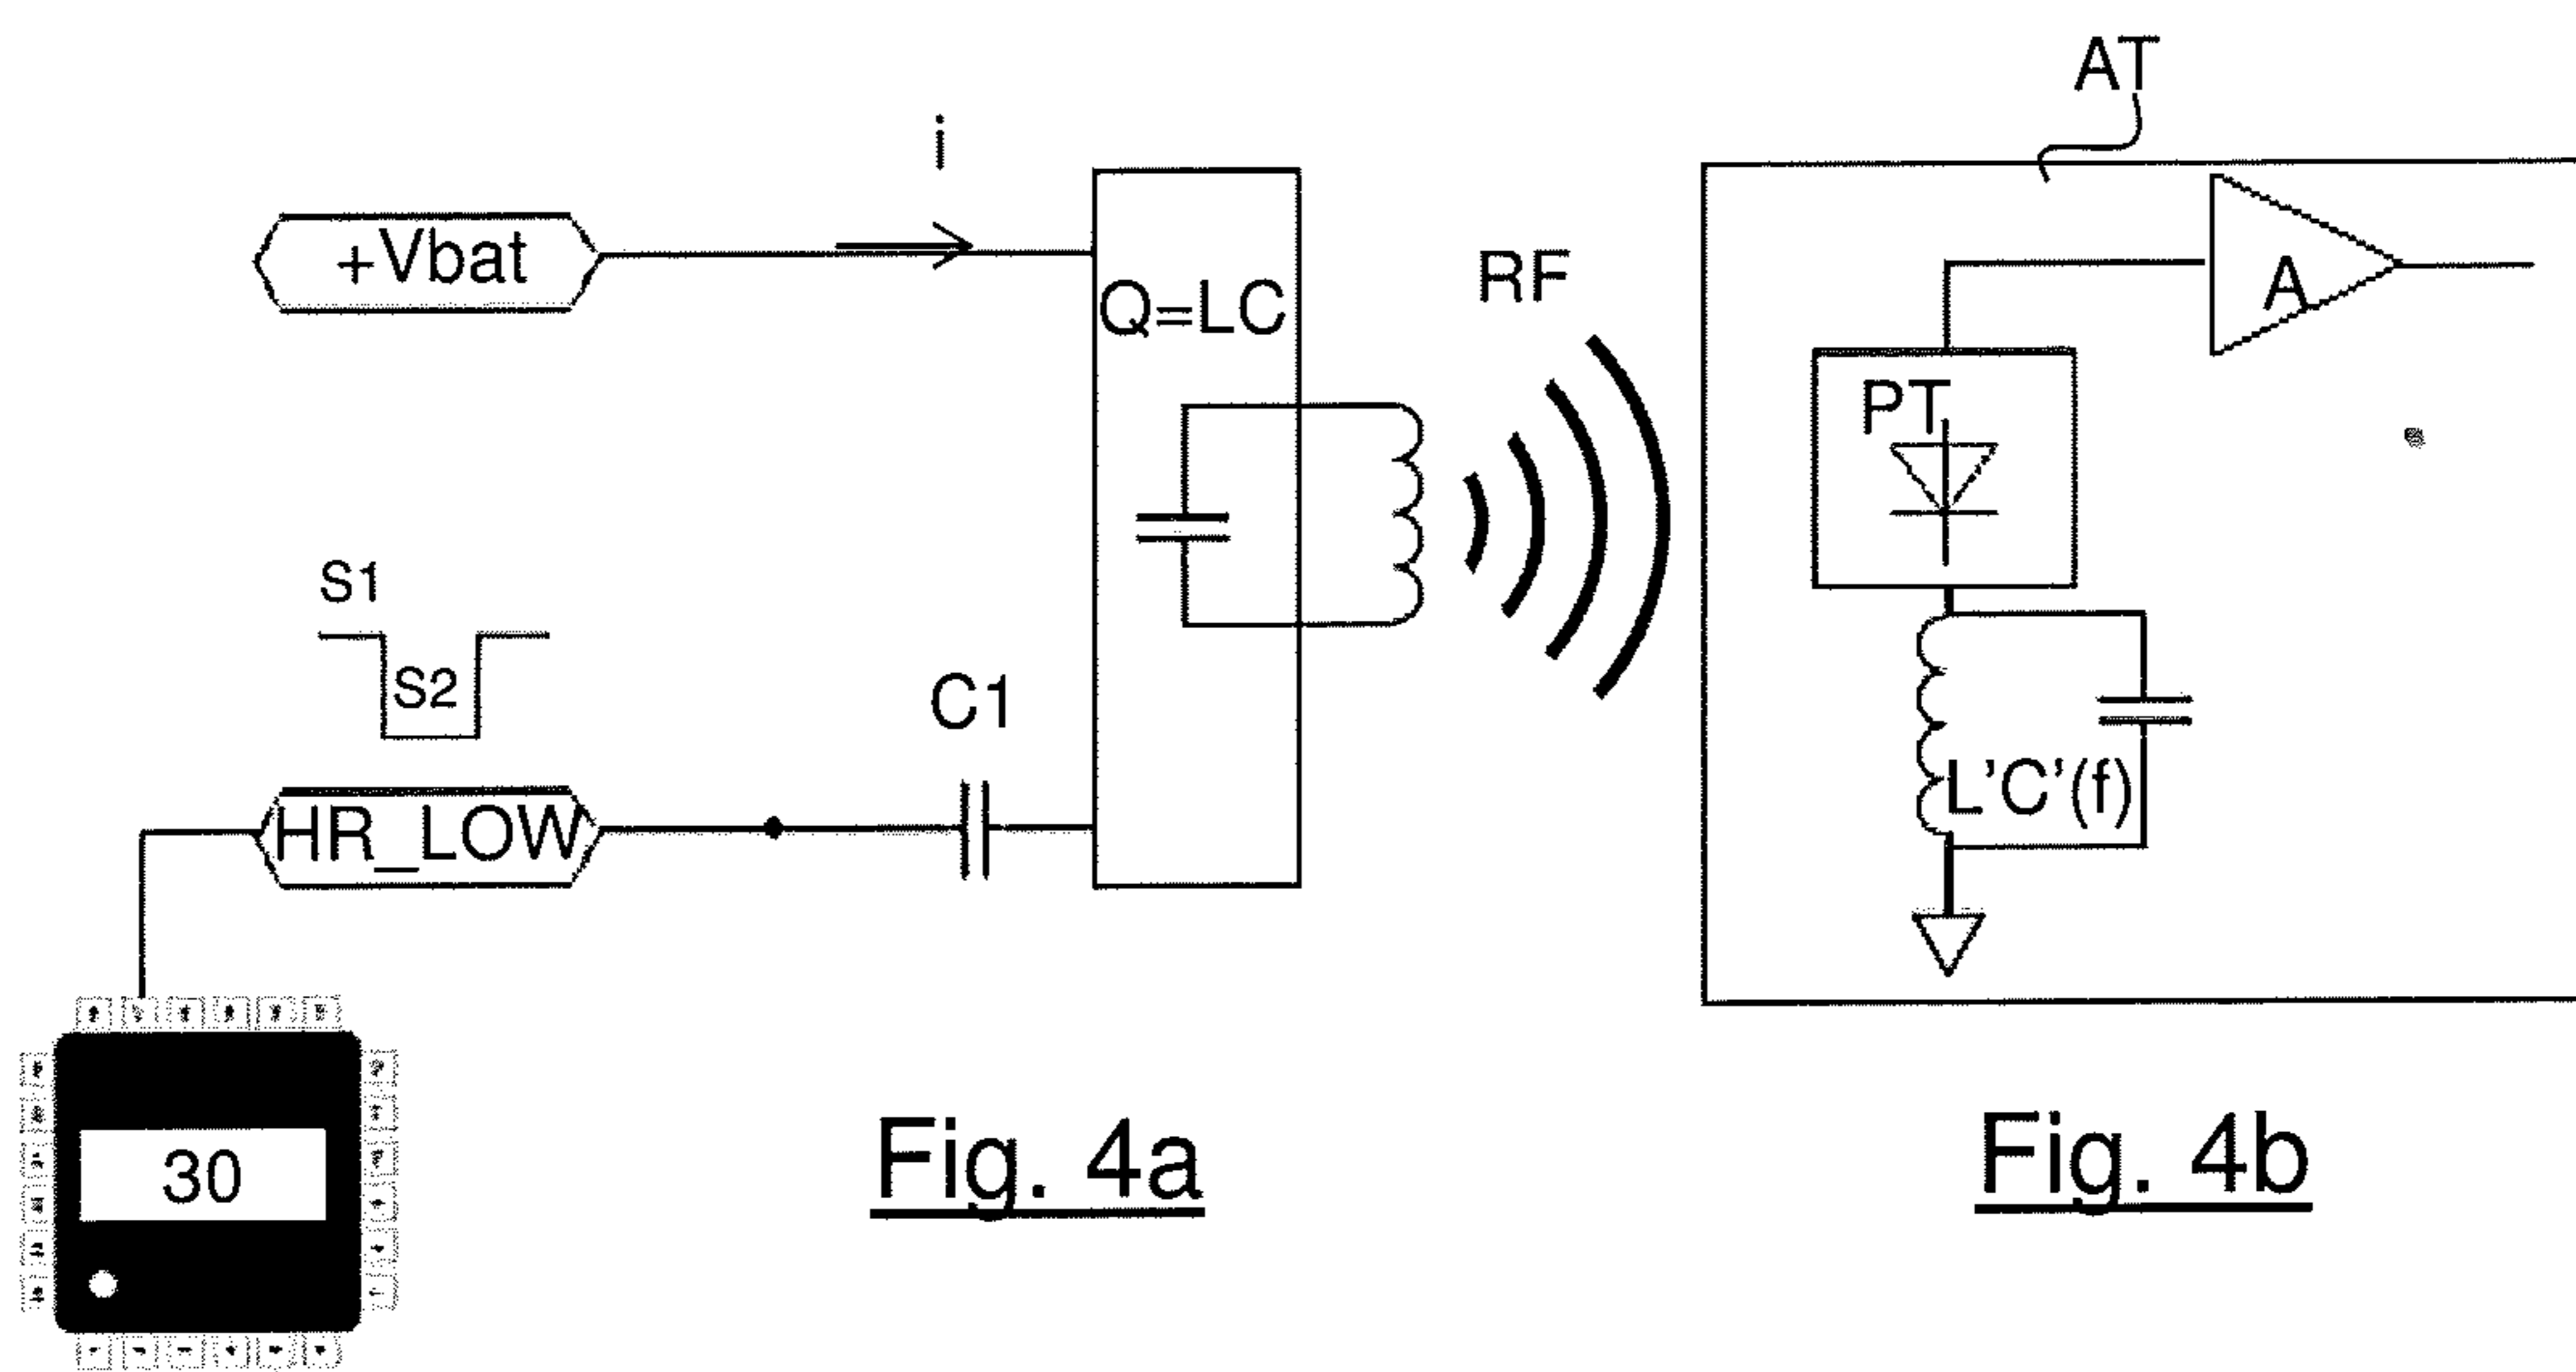 AT
i
+Vbat
Q=LC
RF
A
PT
S1
S2
C1
L'C'(f)
HR_LOW
30
Fig. 4a
Fig. 4b